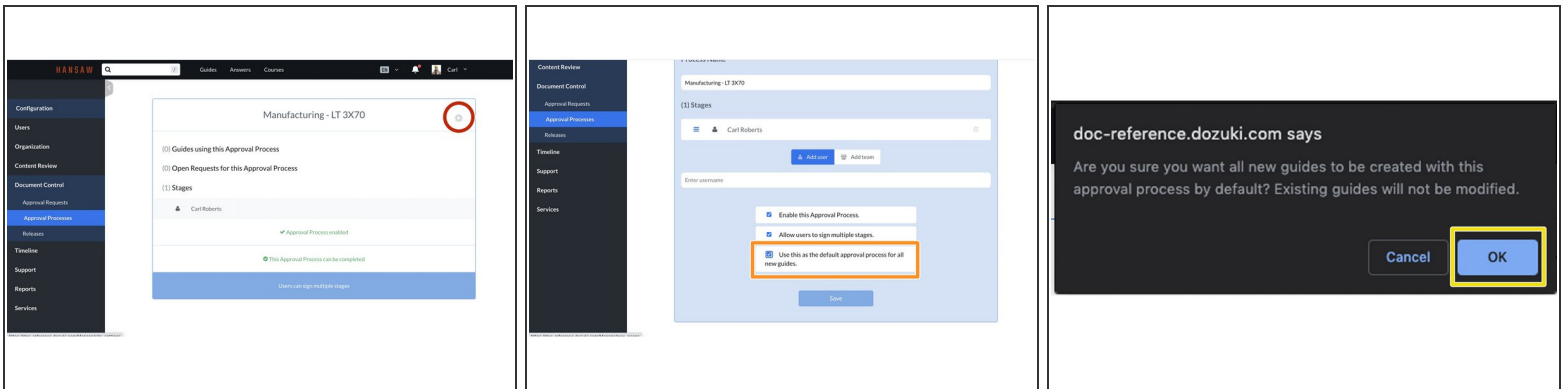 HANSAW
Guides Answers Courses
EN
Carl
Configuration
Users
Organization
Content Review
Document Control
Approval Requests
Approval Processes
Releases
Timeline
Support
Reports
Services
Manufacturing - LT 3X70
(0) Guides using this Approval Process
(0) Open Requests for this Approval Process
(1) Stages
Carl Roberts
Approval Process enabled
This Approval Process can be completed
Users can sign multiple stages
Content Review
Document Control
Approval Requests
Approval Processes
Releases
Timeline
Support
Reports
Services
Process Name
Manufacturing - LT 3X70
(1) Stages
Carl Roberts
Add user
Add team
Enter username
Enable this Approval Process.
Allow users to sign multiple stages.
Use this as the default approval process for all
new guides.
Save
doc-reference.dozuki.com says
Are you sure you want all new guides to be created with this
approval process by default? Existing guides will not be modified.
Cancel
OK